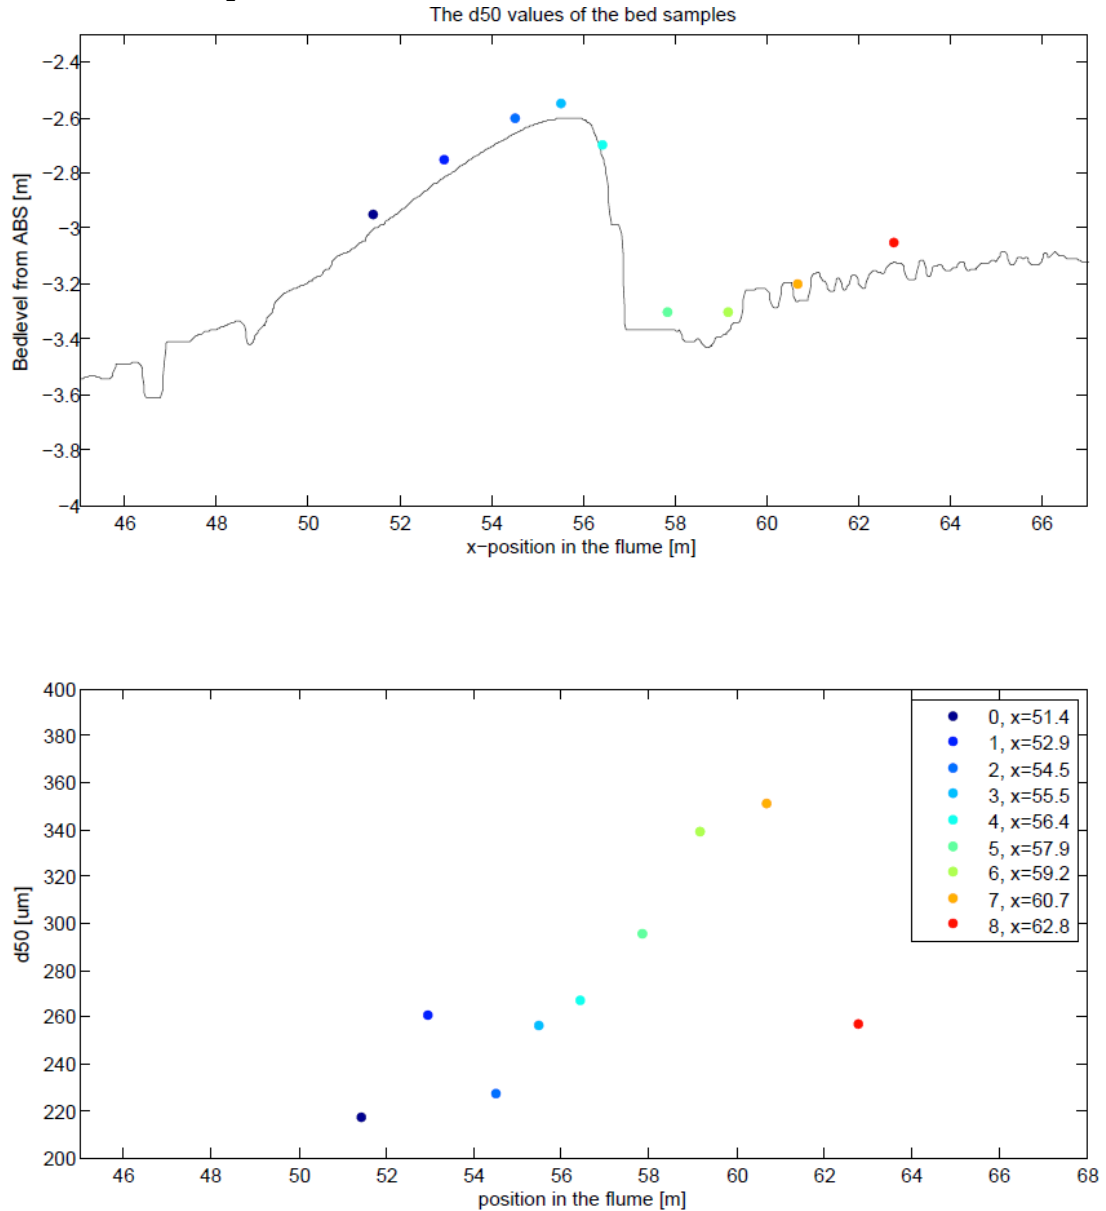 The d50 values of the bed samples
−2.4
−2.6
−2.8
−3
−3.2
−3.4
−3.6
−3.8
−4
Bedlevel from ABS [m]
46 48 50 52 54 56 58 60 62 64 66
x−position in the flume [m]
400
380
360
340
320
300
280
260
240
220
200
d50 [um]
0, x=51.4
1, x=52.9
2, x=54.5
3, x=55.5
4, x=56.4
5, x=57.9
6, x=59.2
7, x=60.7
8, x=62.8
46 48 50 52 54 56 58 60 62 64 66 68
position in the flume [m]